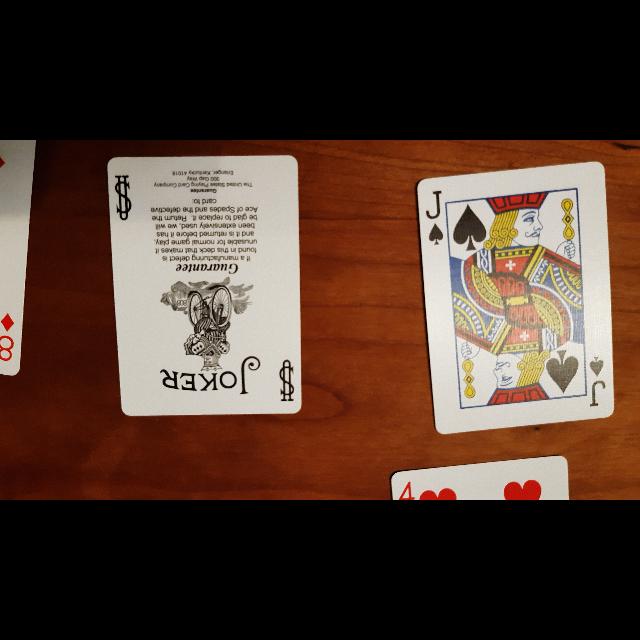 JOKER
Guarantee
If a manufacturing defect is
found in this deck that makes it
unusable for normal game play,
and it is returned before it has
been extensively used, we will
be glad to replace it. Return the
Ace of Spades and the defective
card to:
Guarantee
The United States Playing Card Company
300 Gap Way
Erlanger, Kentucky 41018
J
J
8
4